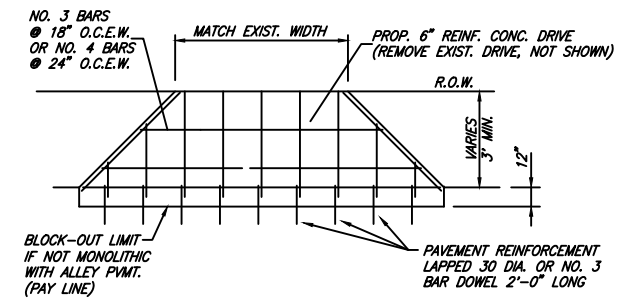 NO. 3 BARS
@ 18" O.C.E.W.
OR NO. 4 BARS
@ 24" O.C.E.W.
MATCH EXIST. WIDTH
PROP. 6" REINF. CONC. DRIVE
(REMOVE EXIST. DRIVE, NOT SHOWN)
R.O.W.
VARIES
3' MIN.
12"
BLOCK-OUT LIMIT
IF NOT MONOLITHIC
WITH ALLEY PVMT.
(PAY LINE)
PAVEMENT REINFORCEMENT
LAPPED 30 DIA. OR NO. 3
BAR DOWEL 2'-0" LONG